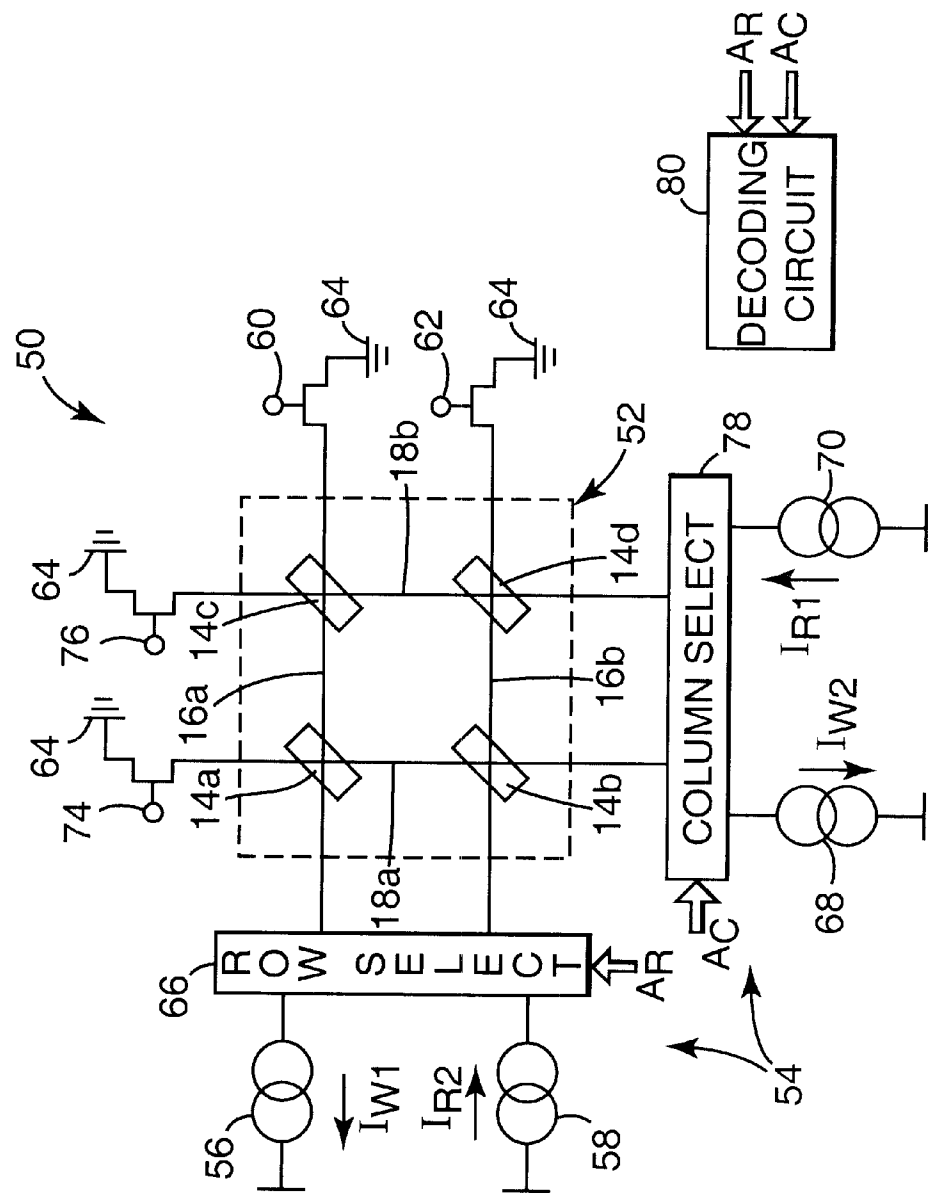 50
64
64
74
76
60
64
14a
16a
14c
18b
62
64
66
ROW SELECT
18a
14b
16b
14d
52
56
IW1
IR2
58
AR
AC
54
COLUMN SELECT
78
68
IW2
IR1
70
80
DECODING
CIRCUIT
AR
AC